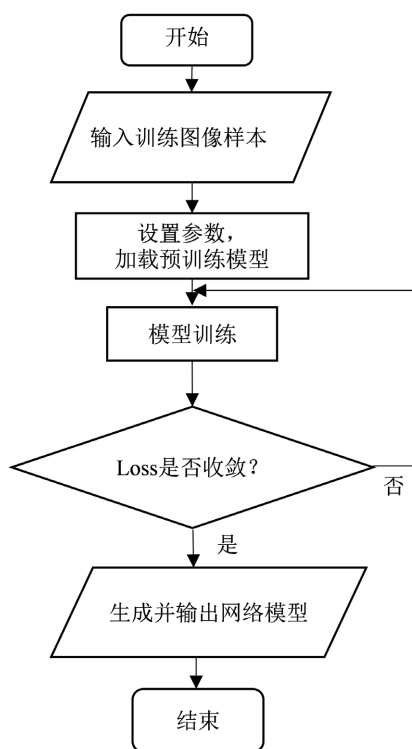 开始
输入训练图像样本
设置参数，
加载预训练模型
模型训练
Loss是否收敛？
否
是
生成并输出网络模型
结束